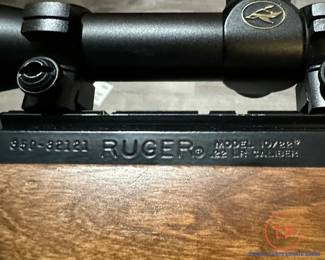 350-32121 RUGER® MODEL 10/22®
.22 LR CALIBER